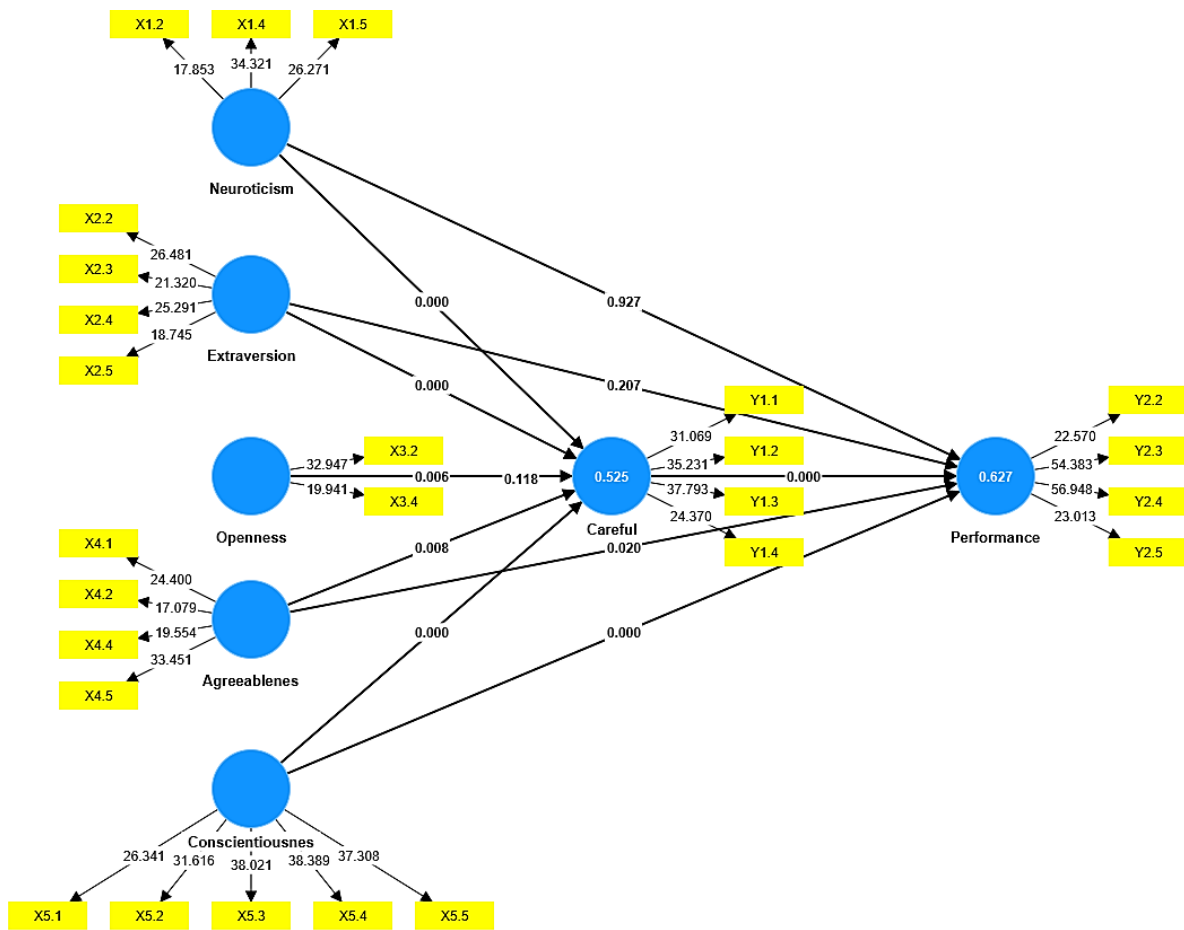 X1.2 X1.4 X1.5
17.853 34.321 26.271
Neuroticism
X2.2
X2.3
X2.4
X2.5
26.481
21.320
25.291
18.745
Extraversion
0.000
0.927
0.000
0.207
X3.2
X3.4
32.947
19.941
0.006
0.118
Openness
X4.1
X4.2
X4.4
X4.5
24.400
17.079
19.554
33.451
Agreeablenes
0.008
0.020
0.000
0.000
Y1.1
Y1.2
Y1.3
Y1.4
31.069
35.231
37.793
24.370
0.525
Careful
0.000
0.627
Performance
Y2.2
Y2.3
Y2.4
Y2.5
22.570
54.383
56.948
23.013
Conscientiousnes
26.341 31.616 38.021 38.389 37.308
X5.1 X5.2 X5.3 X5.4 X5.5